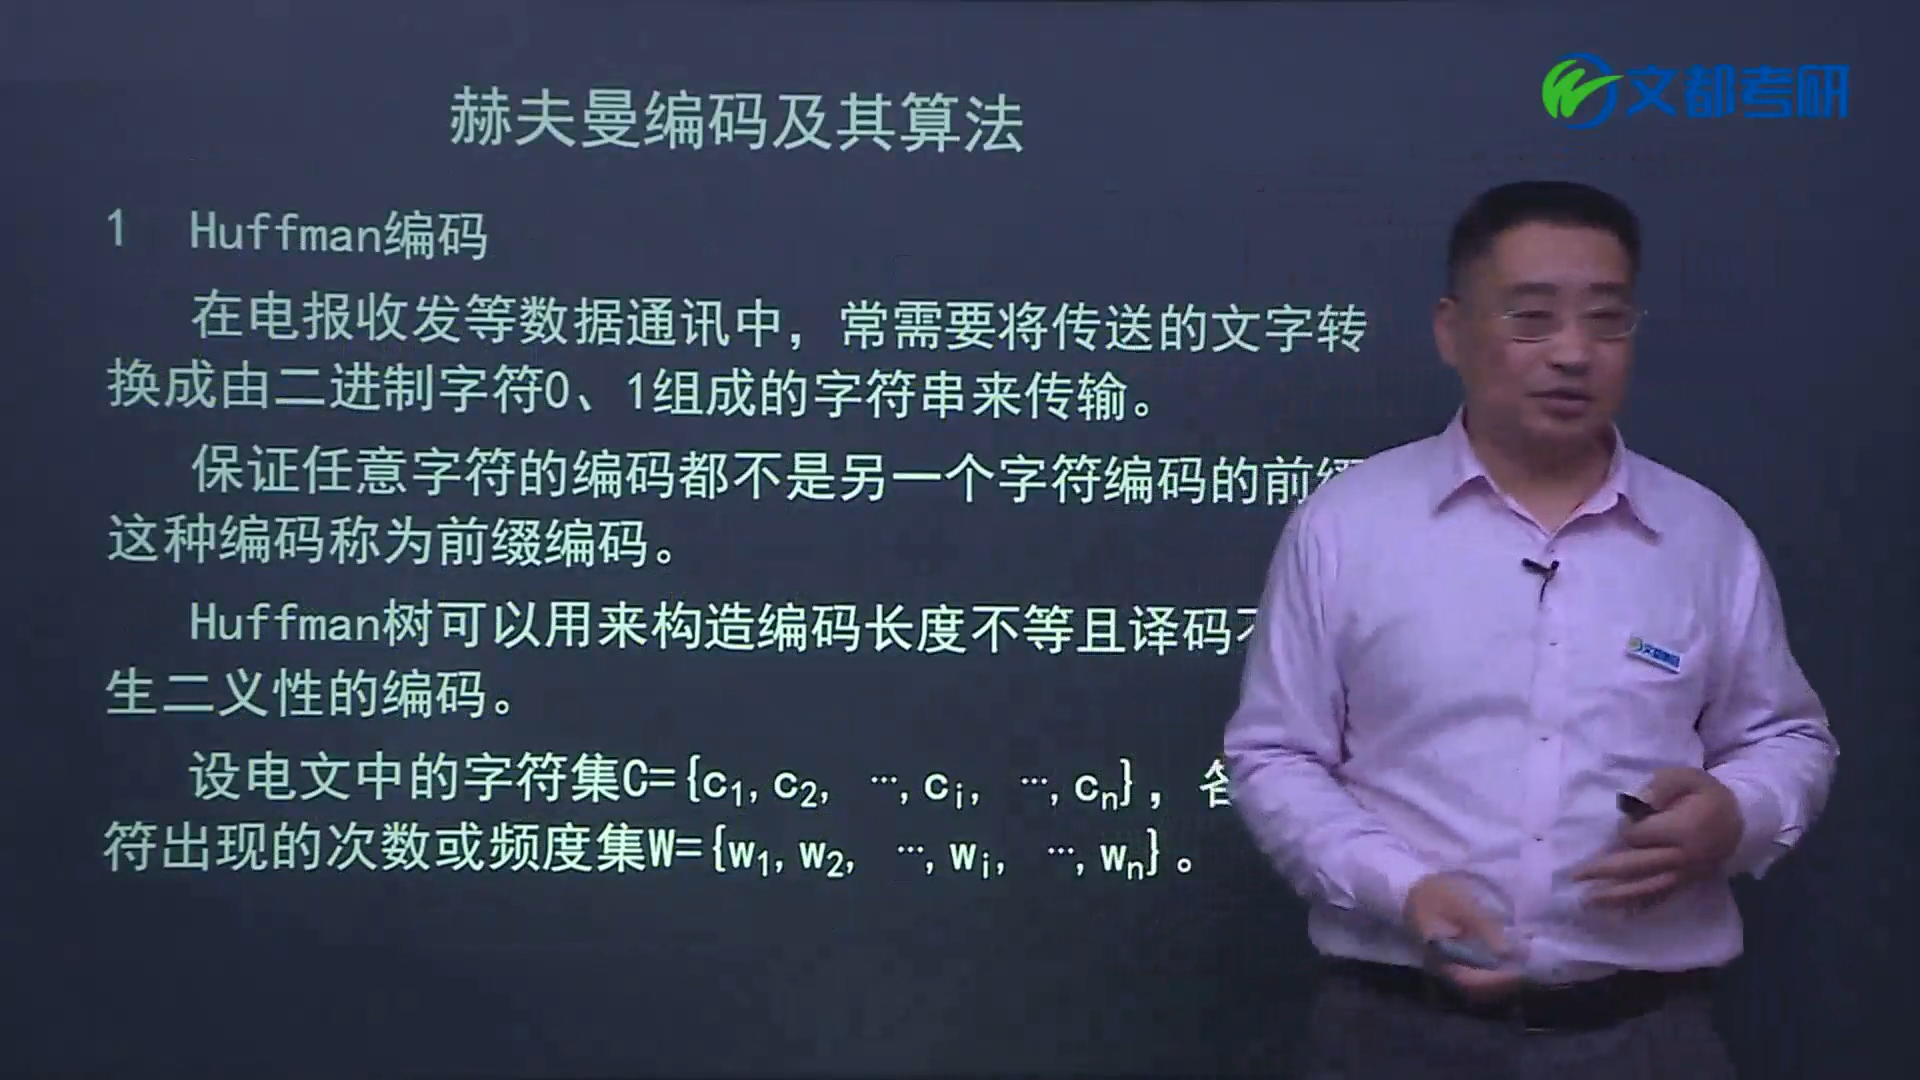 文都考研
赫夫曼编码及其算法
1 Huffman编码
在电报收发等数据通讯中，常需要将传送的文字转
换成由二进制字符0、1组成的字符串来传输。
保证任意字符的编码都不是另一个字符编码的前
这种编码称为前缀编码。
Huffman树可以用来构造编码长度不等且译码
生二义性的编码。
设电文中的字符集C={c₁,c₂, …,cᵢ, …,cₙ}，
符出现的次数或频度集W={w₁,w₂, …,wᵢ, …,wₙ}。
文都考研